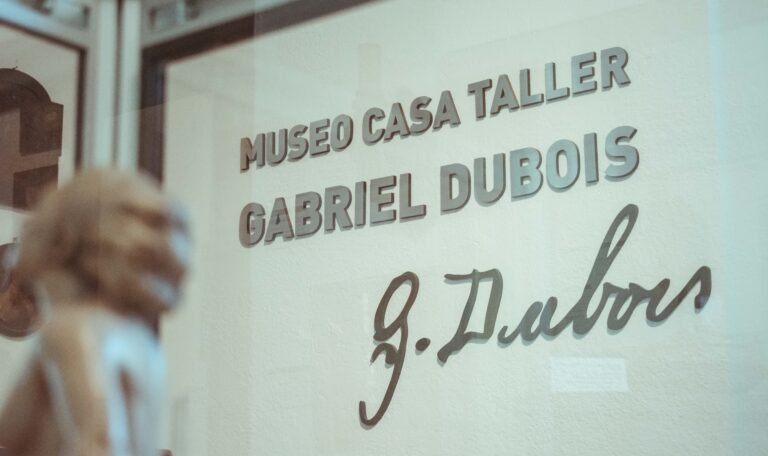 MUSEO CASA TALLER
GABRIEL DUBOIS
G. Dubois